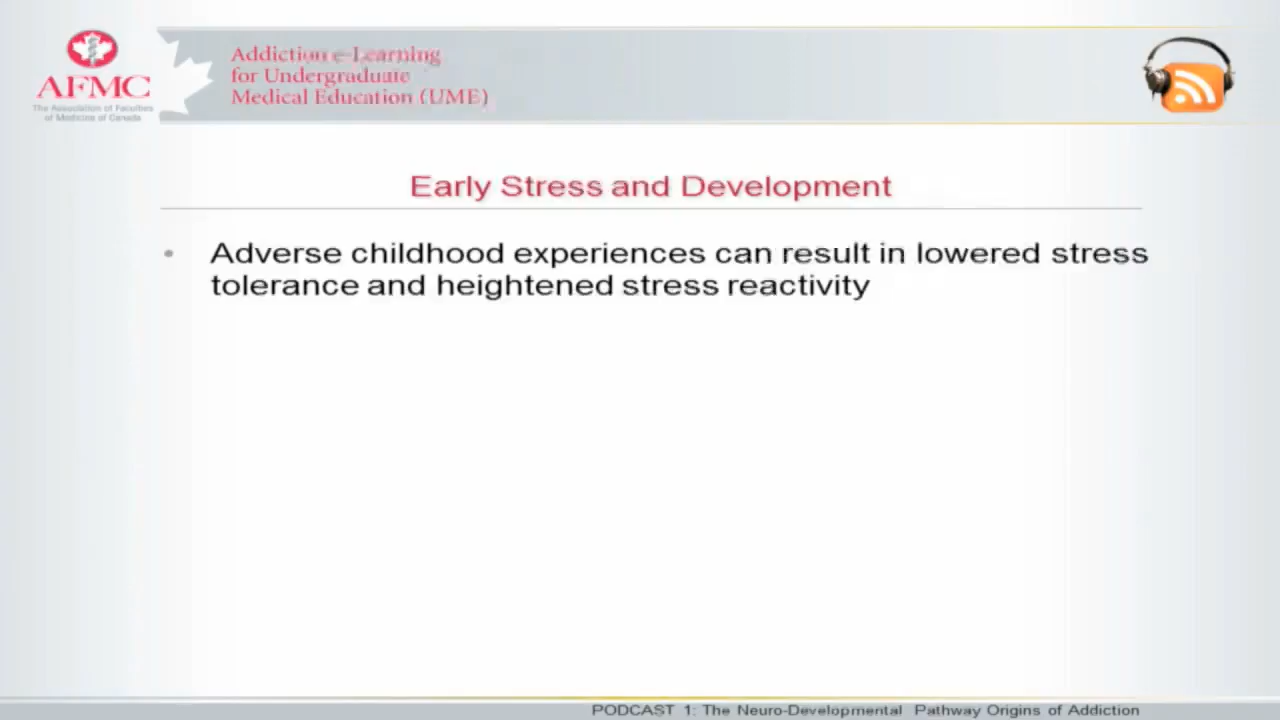 AFMC
The Association of Faculties
of Medicine of Canada
Addiction e-Learning
for Undergraduate
Medical Education (UME)
Early Stress and Development
• Adverse childhood experiences can result in lowered stress
tolerance and heightened stress reactivity
PODCAST 1: The Neuro-Developmental Pathway Origins of Addiction